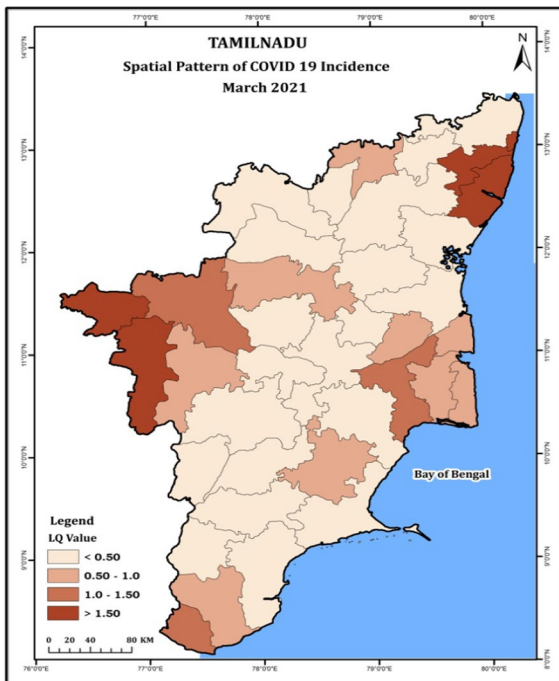 77°0'0"E 78°0'0"E 79°0'0"E 80°0'0"E
TAMILNADU
Spatial Pattern of COVID 19 Incidence
March 2021
N
14°0'0"N 14°0'0"N
13°0'0"N 13°0'0"N
12°0'0"N 12°0'0"N
11°0'0"N 11°0'0"N
10°0'0"N 10°0'0"N
Bay of Bengal
Legend
LQ Value
< 0.50
0.50 - 1.0
1.0 - 1.50
> 1.50
9°0'0"N 9°0'0"N
0 20 40 80 KM
8°0'0"N
76°0'0"E 77°0'0"E 78°0'0"E 79°0'0"E 80°0'0"E